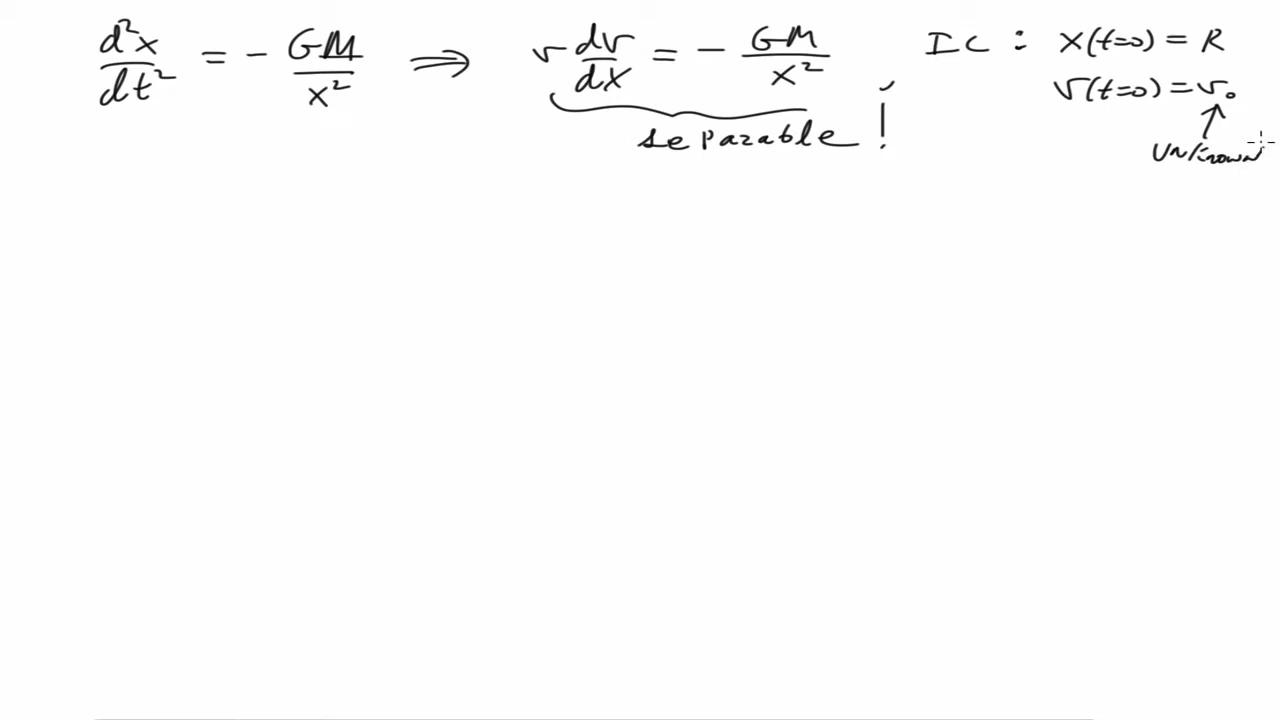 d²x/dt² = - GM/x² ⟹ v dv/dx = - GM/x² IC : x(t=0) = R
v(t=0) = v₀
separable !
Unknown